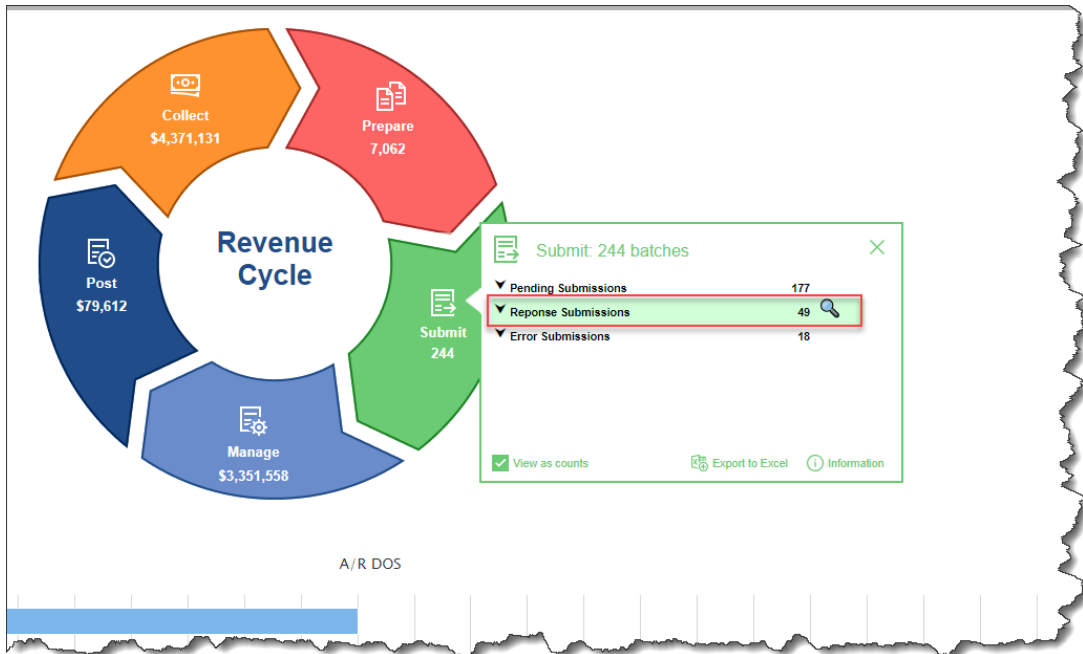 Collect
$4,371,131
Prepare
7,062
Revenue
Cycle
Post
$79,612
Submit
244
Manage
$3,351,558
Submit: 244 batches
Pending Submissions 177
Reponse Submissions 49
Error Submissions 18
View as counts Export to Excel Information
A/R DOS